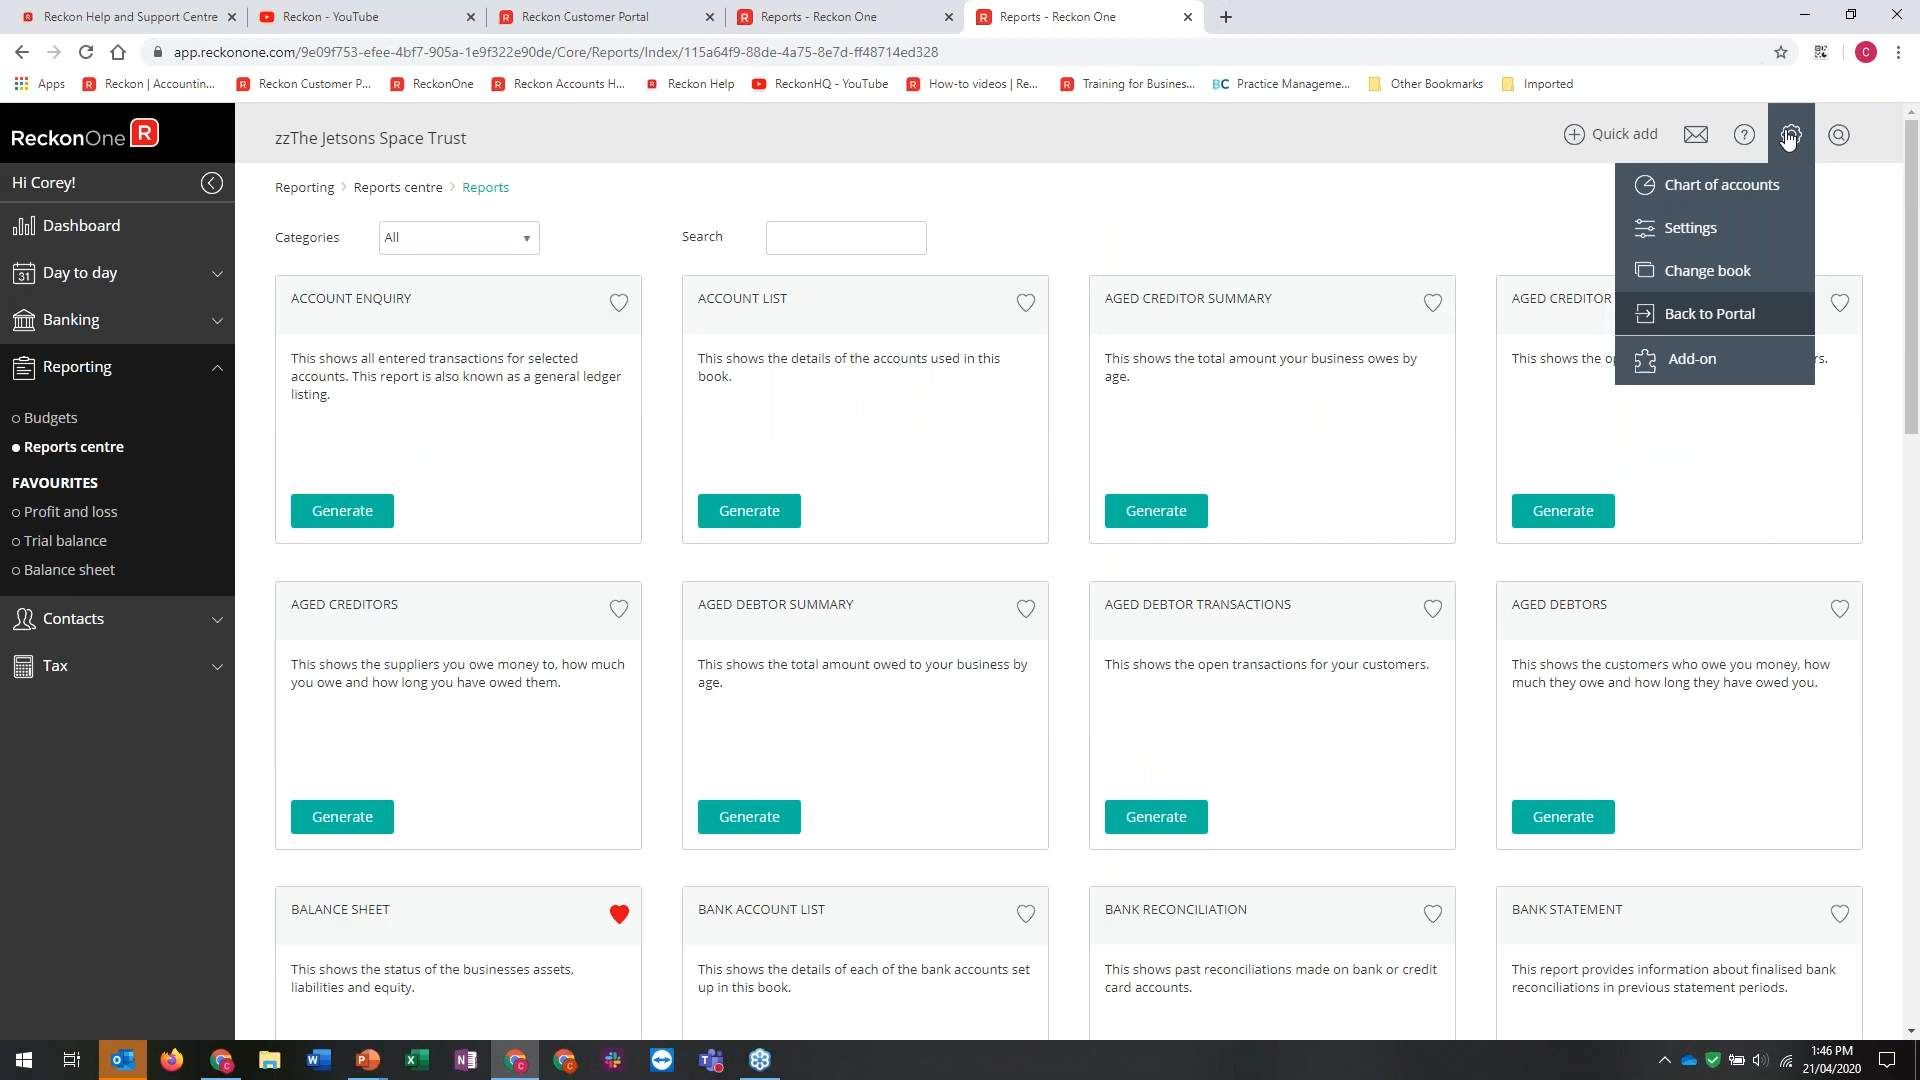 Reckon Help and Support Centre
Reckon - YouTube
Reckon Customer Portal
Reports - Reckon One
Reports - Reckon One
app.reckonone.com/9e09f753-efee-4bf7-905a-1e9f322e90de/Core/Reports/Index/115a64f9-88de-4a75-8e7d-ff48714ed328
C
Apps
Reckon | Accountin...
Reckon Customer P...
ReckonOne
Reckon Accounts H...
Reckon Help
ReckonHQ - YouTube
How-to videos | Re...
Training for Busines...
BC Practice Manageme...
Other Bookmarks
Imported
ReckonOne R
zzThe Jetsons Space Trust
Quick add
Hi Corey!
Dashboard
31 Day to day
Banking
Reporting
Budgets
Reports centre
FAVOURITES
Profit and loss
Trial balance
Balance sheet
Contacts
Tax
Chart of accounts
Settings
Change book
Back to Portal
Add-on
Reporting > Reports centre > Reports
Categories All
Search
ACCOUNT ENQUIRY
This shows all entered transactions for selected
accounts. This report is also known as a general ledger
listing.
Generate
ACCOUNT LIST
This shows the details of the accounts used in this
book.
Generate
AGED CREDITOR SUMMARY
This shows the total amount your business owes by
age.
Generate
AGED CREDITOR
This shows the op
rs.
Generate
AGED CREDITORS
This shows the suppliers you owe money to, how much
you owe and how long you have owed them.
Generate
AGED DEBTOR SUMMARY
This shows the total amount owed to your business by
age.
Generate
AGED DEBTOR TRANSACTIONS
This shows the open transactions for your customers.
Generate
AGED DEBTORS
This shows the customers who owe you money, how
much they owe and how long they have owed you.
Generate
BALANCE SHEET
This shows the status of the businesses assets,
liabilities and equity.
BANK ACCOUNT LIST
This shows the details of each of the bank accounts set
up in this book.
BANK RECONCILIATION
This shows past reconciliations made on bank or credit
card accounts.
BANK STATEMENT
This report provides information about finalised bank
reconciliations in previous statement periods.
1:46 PM
21/04/2020